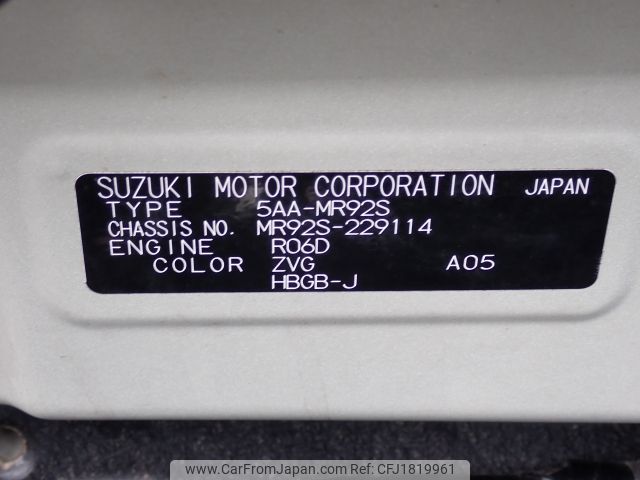 SUZUKI MOTOR CORPORATION JAPAN
TYPE 5AA-MR92S
CHASSIS NO. MR92S-229114
ENGINE R06D
COLOR ZVG A05
HBGB-J
www.carfromjapan.com Ref No. CFJ1819961